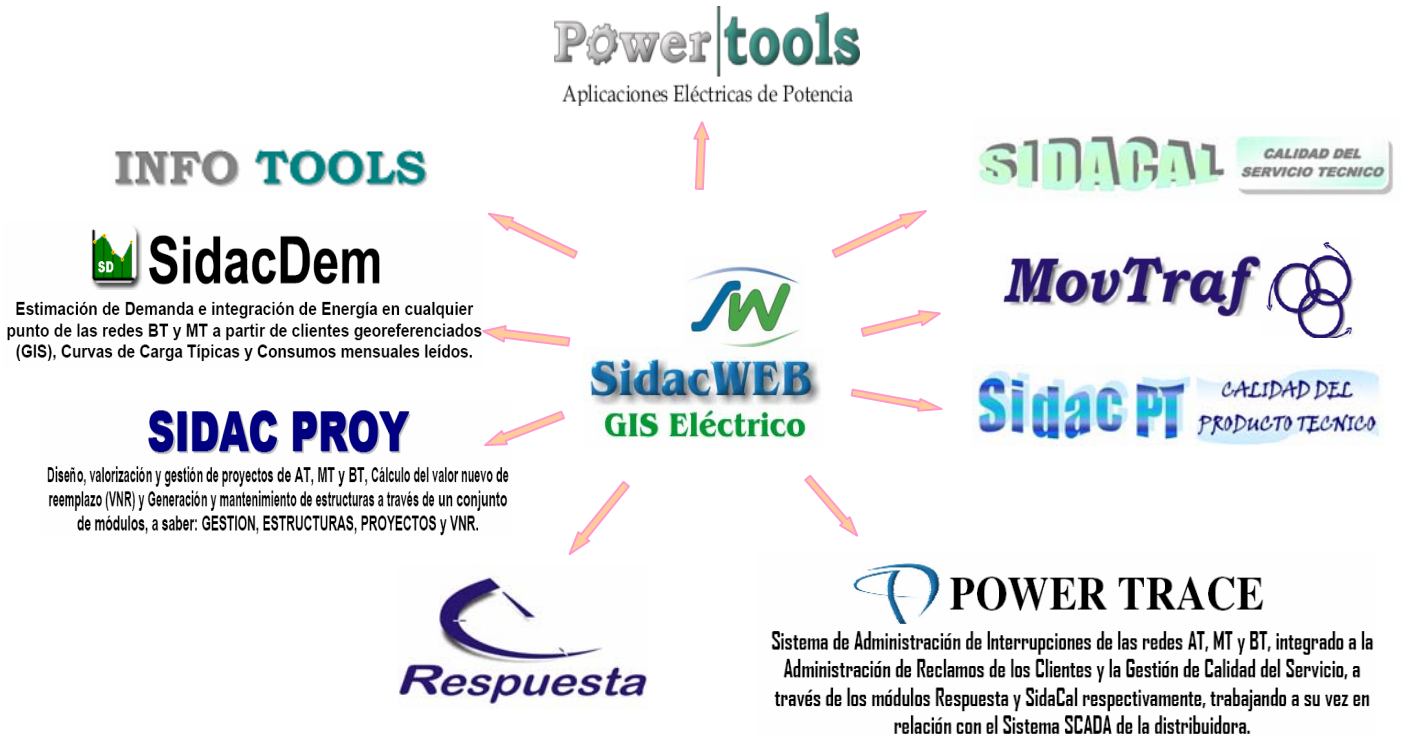 Power tools
Aplicaciones Eléctricas de Potencia
INFO TOOLS
SIDACAL
CALIDAD DEL
SERVICIO TECNICO
SD
SidacDem
Estimación de Demanda e integración de Energía en cualquier
punto de las redes BT y MT a partir de clientes georeferenciados
(GIS), Curvas de Carga Típicas y Consumos mensuales leídos.
MovTraf
SW
SidacWEB
GIS Eléctrico
Sidac PT
CALIDAD DEL
PRODUCTO TECNICO
SIDAC PROY
Diseño, valorización y gestión de proyectos de AT, MT y BT, Cálculo del valor nuevo de
reemplazo (VNR) y Generación y mantenimiento de estructuras a través de un conjunto
de módulos, a saber: GESTION, ESTRUCTURAS, PROYECTOS y VNR.
Respuesta
POWER TRACE
Sistema de Administración de Interrupciones de las redes AT, MT y BT, integrado a la
Administración de Reclamos de los Clientes y la Gestión de Calidad del Servicio, a
través de los módulos Respuesta y SidaCal respectivamente, trabajando a su vez en
relación con el Sistema SCADA de la distribuidora.